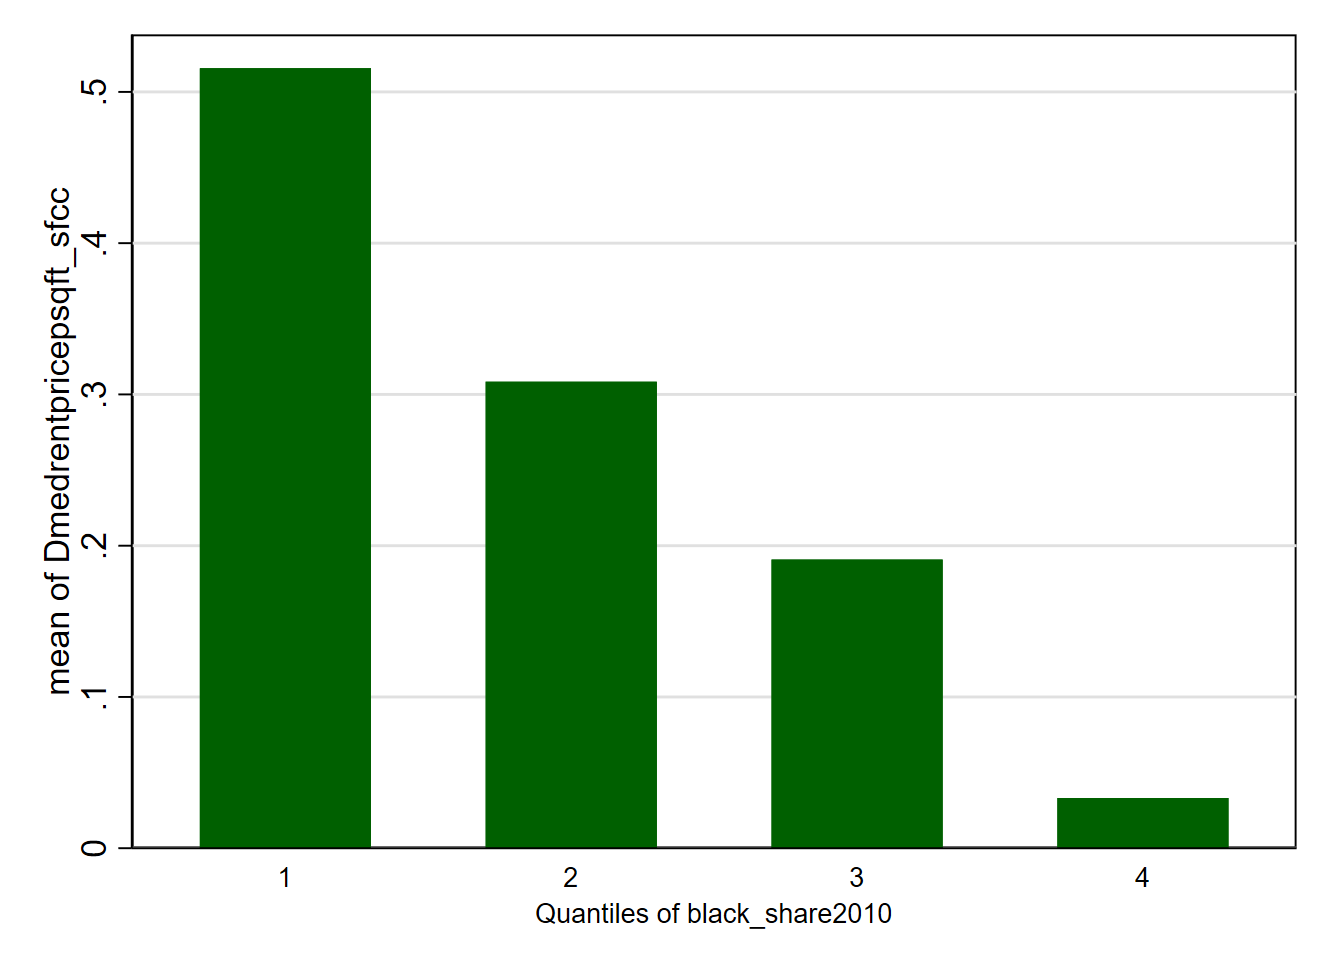 mean of Dmedrentpricepsqft_sfcc
.5
.4
.3
.2
.1
0
1 2 3 4
Quantiles of black_share2010